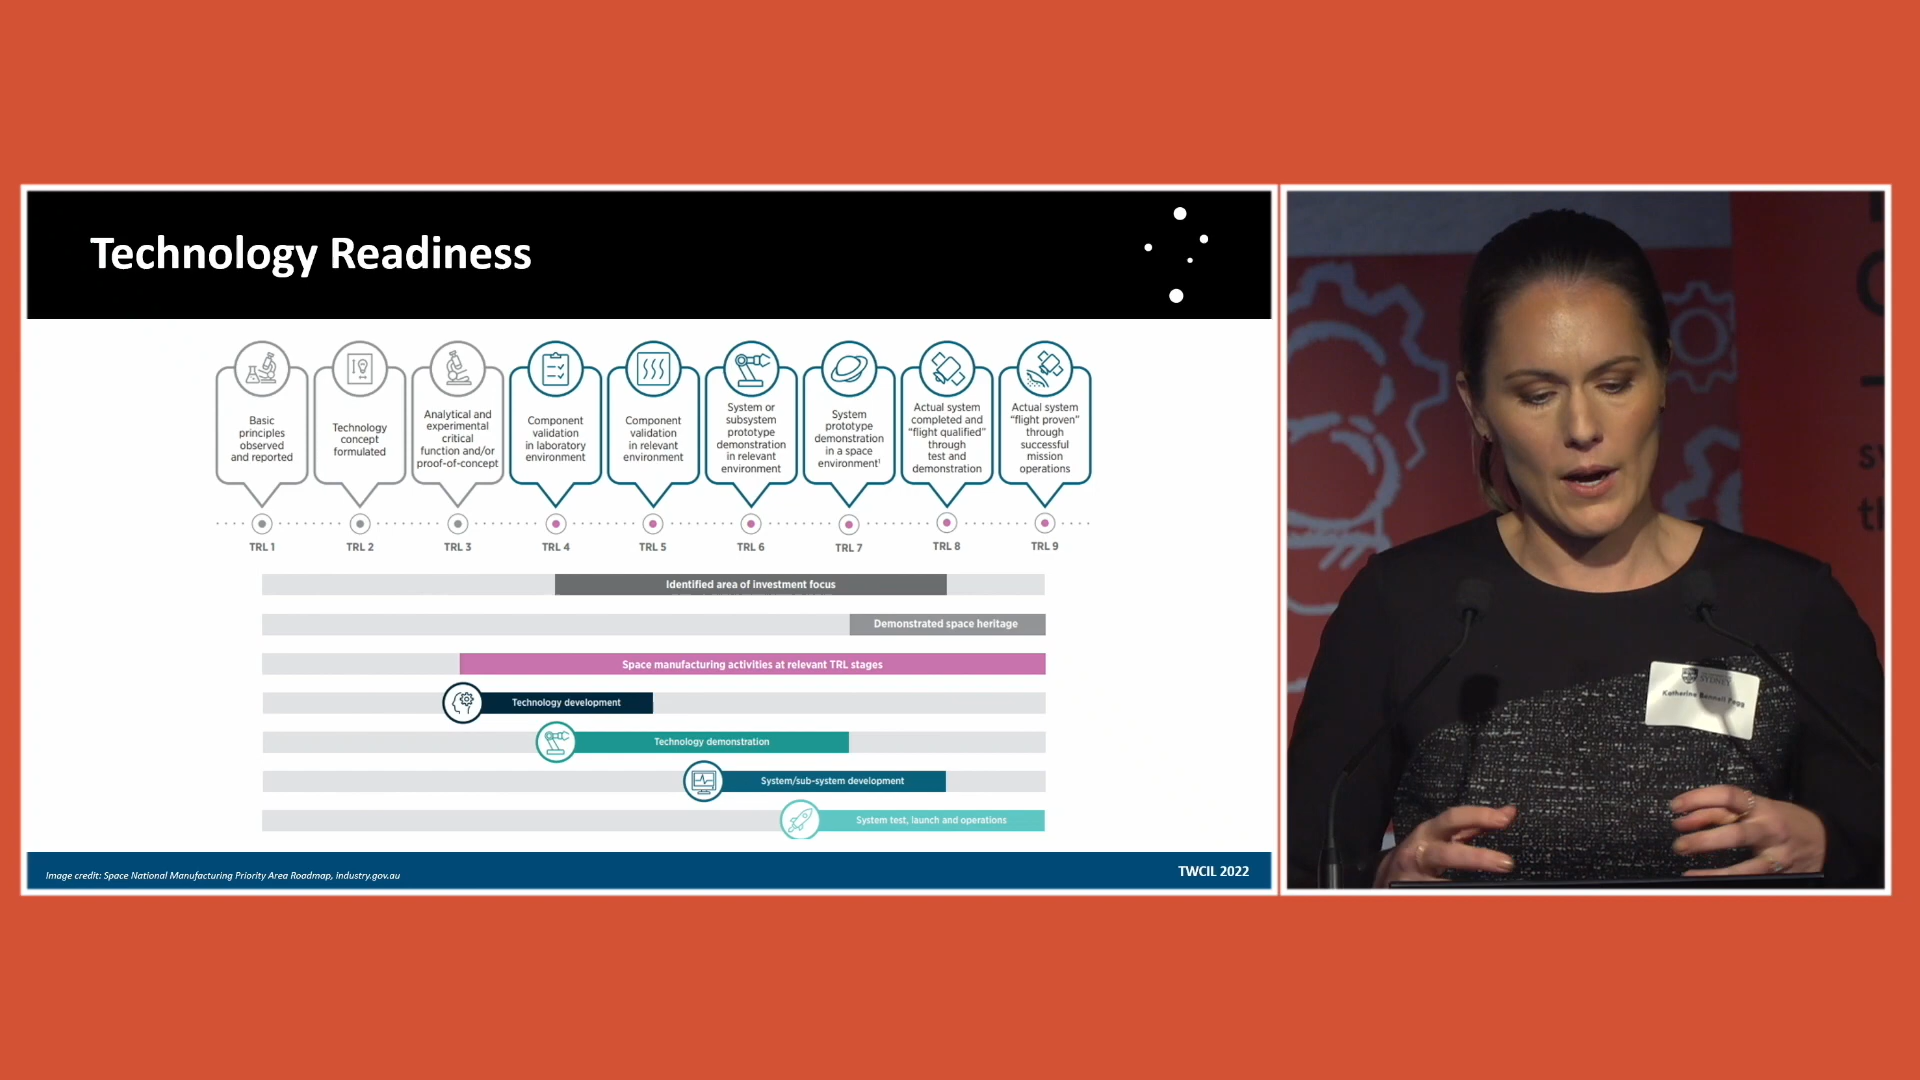 Technology Readiness
Basic
principles
observed
and reported
Technology
concept
formulated
Analytical and
experimental
critical
function and/or
proof-of-concept
Component
validation
in laboratory
environment
Component
validation
in relevant
environment
System or
subsystem
prototype
demonstration
in relevant
environment
System
prototype
demonstration
in a space
environment¹
Actual system
completed and
“flight qualified”
through
test and
demonstration
Actual system
“flight proven”
through
successful
mission
operations
TRL 1
TRL 2
TRL 3
TRL 4
TRL 5
TRL 6
TRL 7
TRL 8
TRL 9
Identified area of investment focus
Demonstrated space heritage
Space manufacturing activities at relevant TRL stages
Technology development
Technology demonstration
System/sub-system development
System test, launch and operations
Image credit: Space National Manufacturing Priority Area Roadmap, industry.gov.au
TWCIL 2022
SYDNEY
Katherine Bennell Pegg